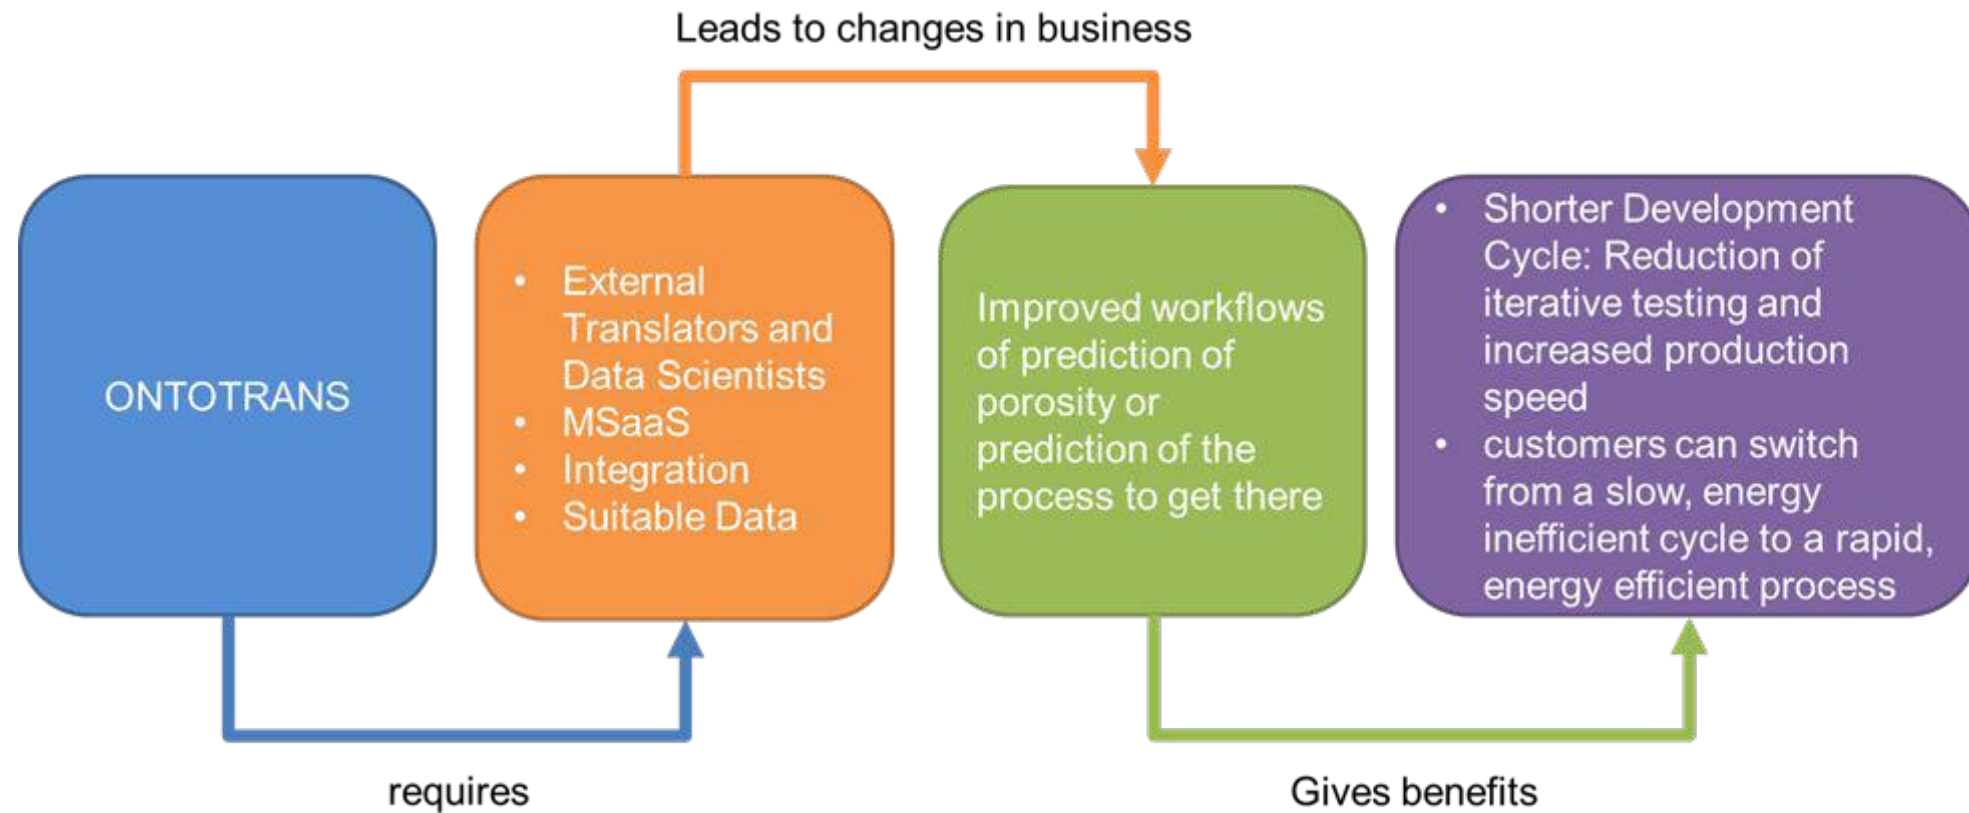 Leads to changes in business
ONTOTRANS
• External
Translators and
Data Scientists
• MSaaS
• Integration
• Suitable Data
Improved workflows
of prediction of
porosity or
prediction of the
process to get there
• Shorter Development
Cycle: Reduction of
iterative testing and
increased production
speed
• customers can switch
from a slow, energy
inefficient cycle to a rapid,
energy efficient process
requires
Gives benefits